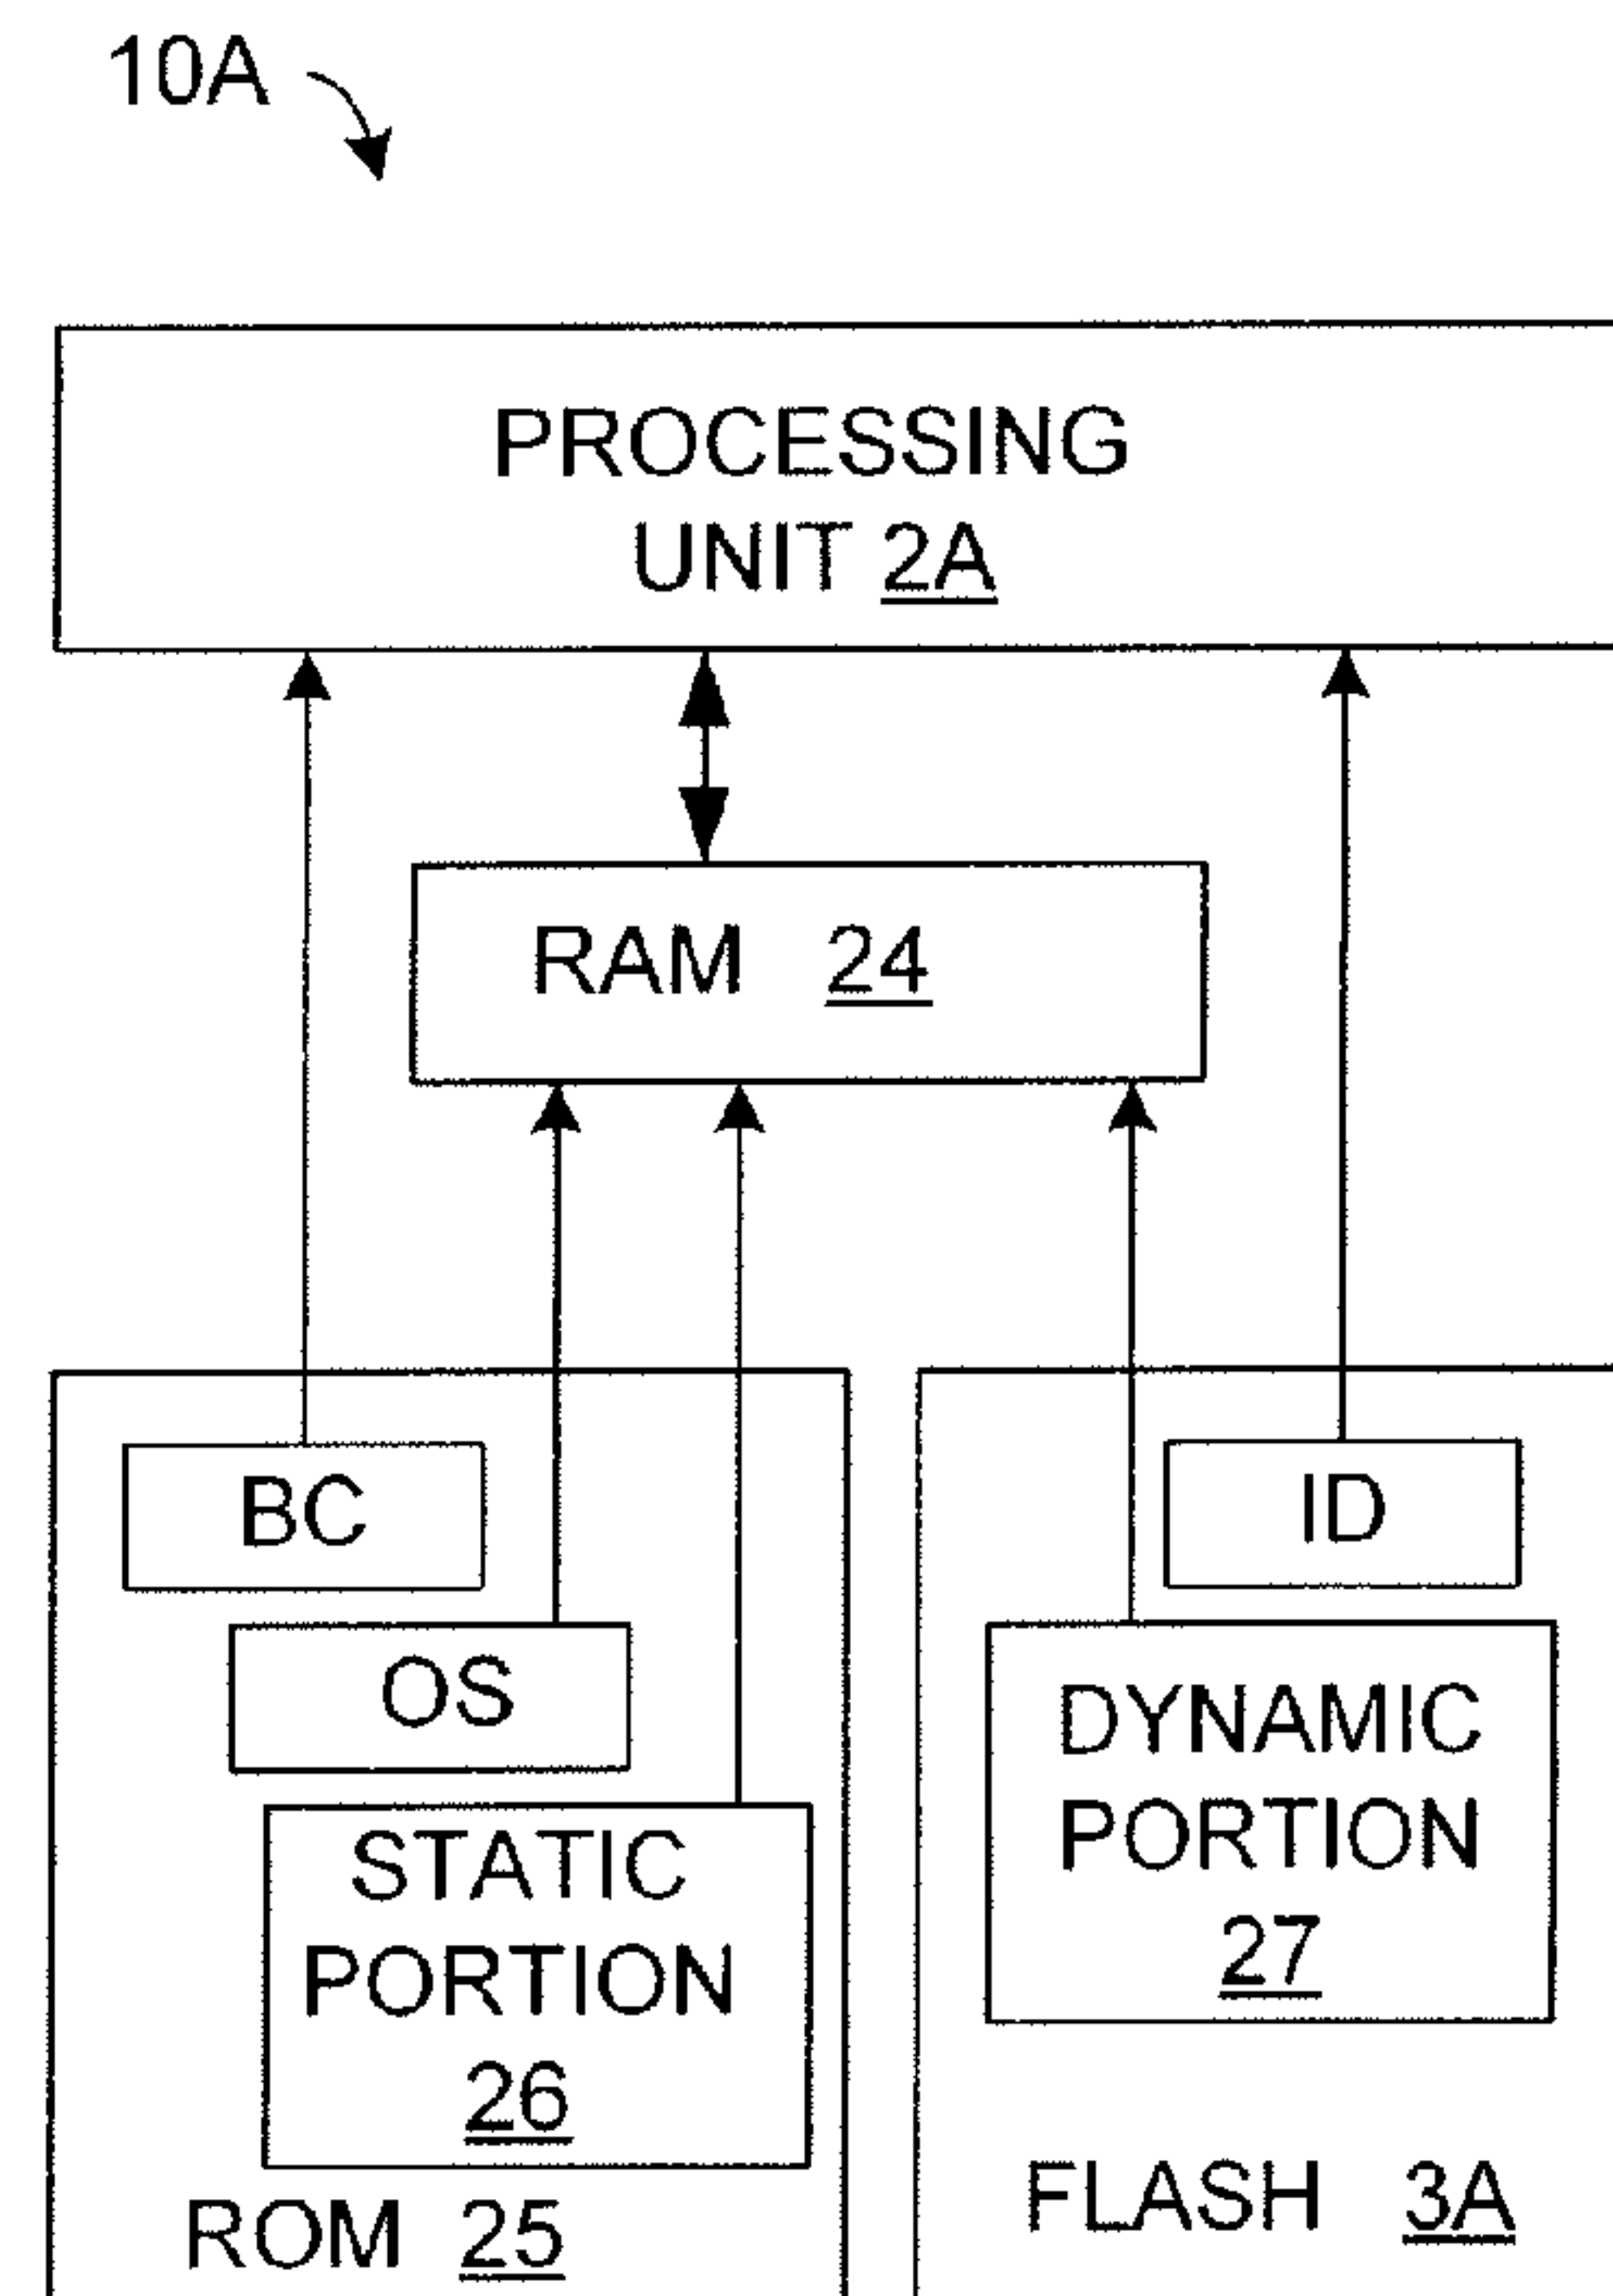 10A
PROCESSING
UNIT 2A
RAM 24
BC
OS
STATIC
PORTION
26
ROM 25
ID
DYNAMIC
PORTION
27
FLASH 3A